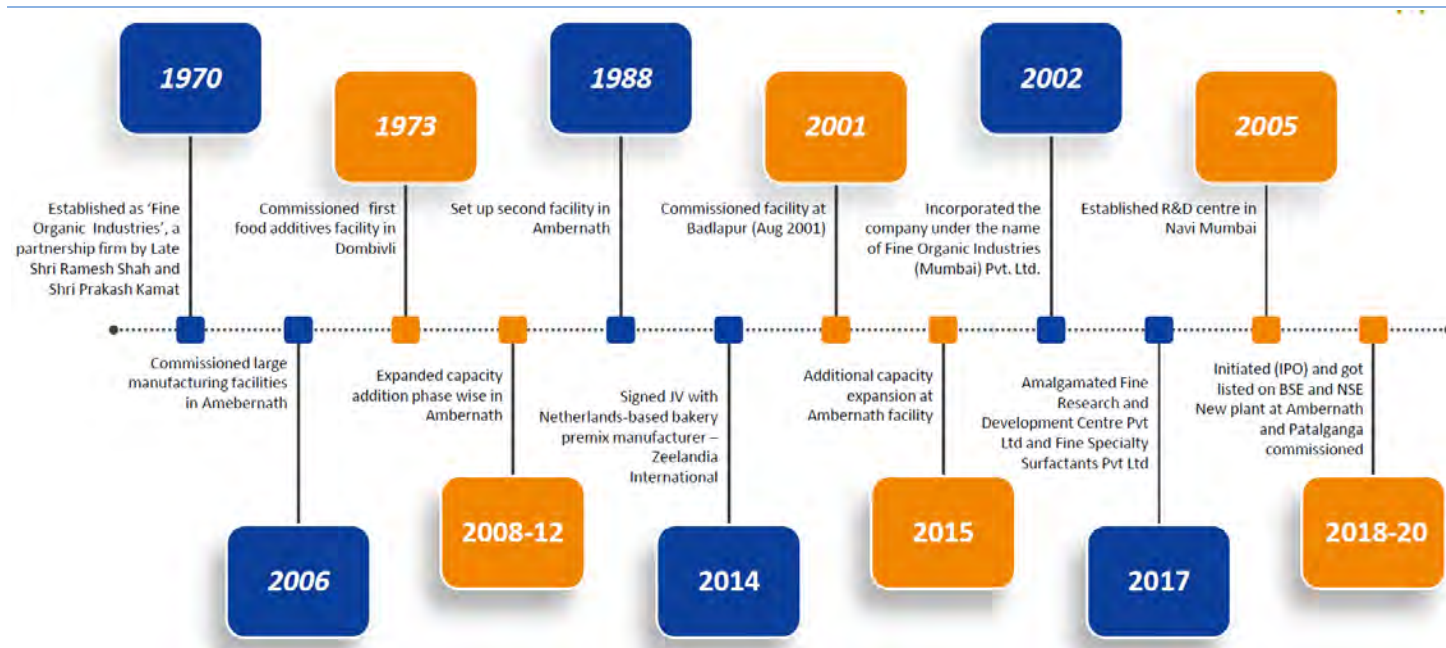 1970
Established as ‘Fine
Organic Industries’, a
partnership firm by Late
Shri Ramesh Shah and
Shri Prakash Kamat
1973
Commissioned first
food additives facility in
Dombivli
1988
Set up second facility in
Ambernath
2001
Commissioned facility at
Badlapur (Aug 2001)
2002
Incorporated the
company under the name
of Fine Organic Industries
(Mumbai) Pvt. Ltd.
2005
Established R&D centre in
Navi Mumbai
Commissioned large
manufacturing facilities
in Amebernath
2006
Expanded capacity
addition phase wise in
Ambernath
2008-12
Signed JV with
Netherlands-based bakery
premix manufacturer –
Zeelandia
International
2014
Additional capacity
expansion at
Ambernath facility
2015
Amalgamated Fine
Research and
Development Centre Pvt
Ltd and Fine Specialty
Surfactants Pvt Ltd
2017
Initiated (IPO) and got
listed on BSE and NSE
New plant at Ambernath
and Patalganga
commissioned
2018-20